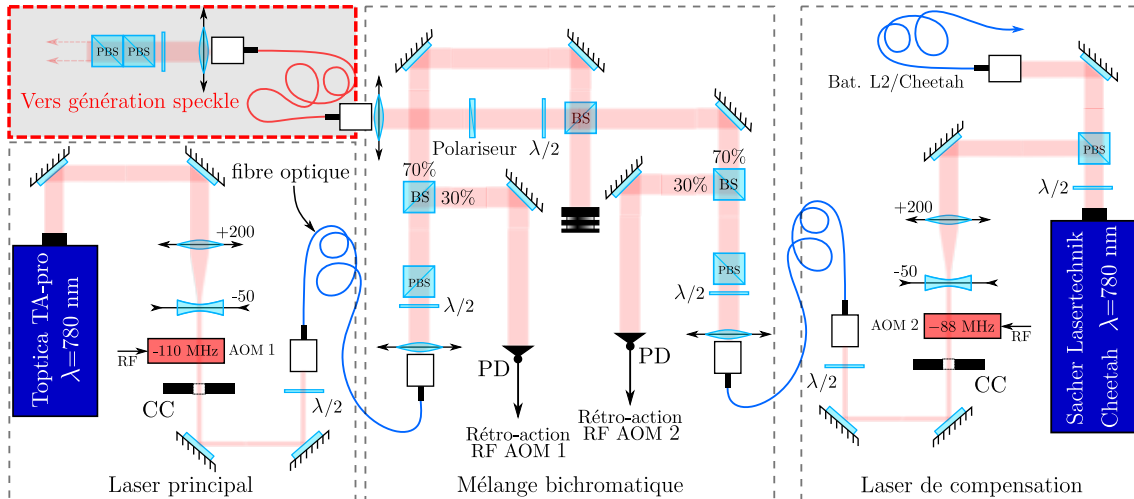 PBS
PBS
Vers génération speckle
Toptica TA-pro
λ=780 nm
+200
-50
RF
-110 MHz
AOM 1
CC
λ/2
fibre optique
Laser principal
Polariseur
λ/2
BS
70%
BS
30%
PBS
λ/2
PD
Rétro-action
RF AOM 1
70%
30%
BS
PBS
λ/2
PD
Rétro-action
RF AOM 2
Mélange bichromatique
Bat. L2/Cheetah
PBS
λ/2
+200
-50
AOM 2
−88 MHz
RF
CC
λ/2
Sacher Lasertechnik
Cheetah λ=780 nm
Laser de compensation